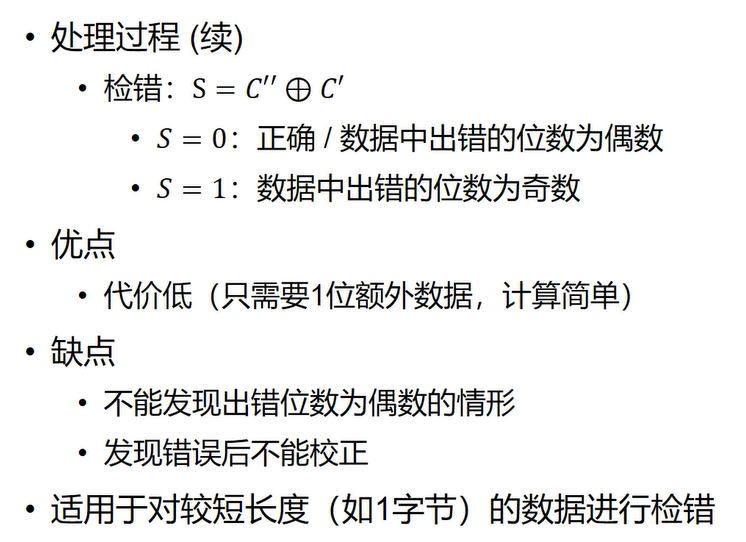 • 处理过程 (续)
• 检错：S = C′′ ⊕ C′
• S = 0：正确 / 数据中出错的位数为偶数
• S = 1：数据中出错的位数为奇数
• 优点
• 代价低（只需要1位额外数据，计算简单）
• 缺点
• 不能发现出错位数为偶数的情形
• 发现错误后不能校正
• 适用于对较短长度（如1字节）的数据进行检错